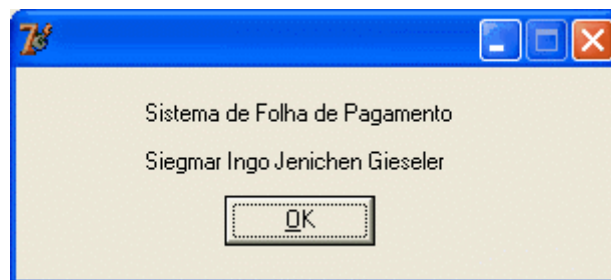 Sistema de Folha de Pagamento
Siegmar Ingo Jenichen Gieseler
OK